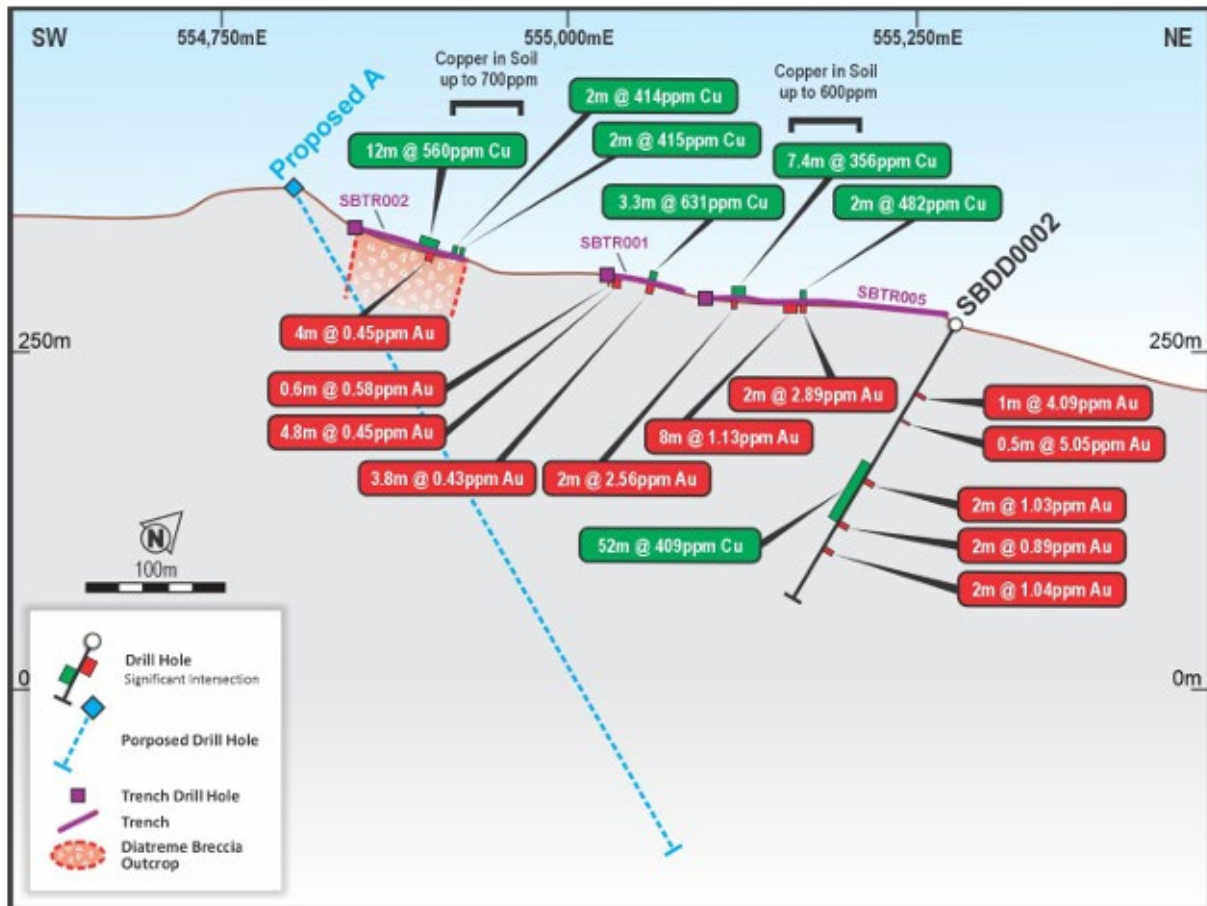 SW
554,750mE
555,000mE
555,250mE
NE
Copper in Soil
up to 700ppm
Copper in Soil
up to 600ppm
2m @ 414ppm Cu
2m @ 415ppm Cu
12m @ 560ppm Cu
7.4m @ 356ppm Cu
3.3m @ 631ppm Cu
2m @ 482ppm Cu
Proposed A
SBTR002
SBTR001
SBTR005
SBDD0002
250m
250m
4m @ 0.45ppm Au
0.6m @ 0.58ppm Au
4.8m @ 0.45ppm Au
3.8m @ 0.43ppm Au
2m @ 2.56ppm Au
8m @ 1.13ppm Au
2m @ 2.89ppm Au
1m @ 4.09ppm Au
0.5m @ 5.05ppm Au
2m @ 1.03ppm Au
2m @ 0.89ppm Au
2m @ 1.04ppm Au
52m @ 409ppm Cu
N
100m
Drill Hole
Significant Intersection
Porposed Drill Hole
Trench Drill Hole
Trench
Diatreme Breccia
Outcrop
0
0m